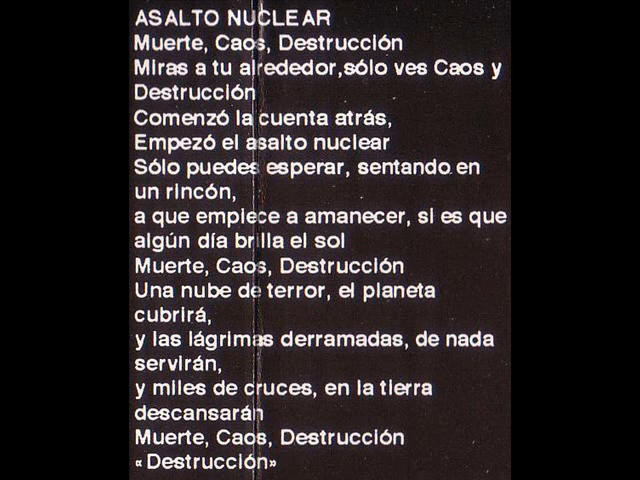 ASALTO NUCLEAR
Muerte, Caos, Destrucción
Miras a tu alrededor,sólo ves Caos y
Destrucción
Comenzó la cuenta atrás,
Empezó el asalto nuclear
Sólo puedes esperar, sentando en
un rincón,
a que empiece a amanecer, si es que
algún día brilla el sol
Muerte, Caos, Destrucción
Una nube de terror, el planeta
cubrirá,
y las lágrimas derramadas, de nada
servirán,
y miles de cruces, en la tierra
descansarán
Muerte, Caos, Destrucción
«Destrucción»